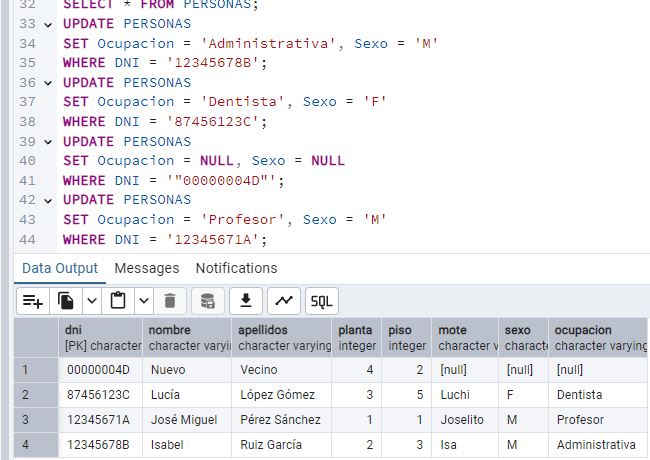 32 SELECT * FROM PERSONAS;
33 UPDATE PERSONAS
34 SET Ocupacion = 'Administrativa', Sexo = 'M'
35 WHERE DNI = '12345678B';
36 UPDATE PERSONAS
37 SET Ocupacion = 'Dentista', Sexo = 'F'
38 WHERE DNI = '87456123C';
39 UPDATE PERSONAS
40 SET Ocupacion = NULL, Sexo = NULL
41 WHERE DNI = '"00000004D"';
42 UPDATE PERSONAS
43 SET Ocupacion = 'Profesor', Sexo = 'M'
44 WHERE DNI = '12345671A';
Data Output Messages Notifications
SQL
dni nombre apellidos planta piso mote sexo ocupacion
[PK] character character varyin character varying integer integer character v characte character varying
1 00000004D Nuevo Vecino 4 2 [null] [null] [null]
2 87456123C Lucía López Gómez 3 5 Luchi F Dentista
3 12345671A José Miguel Pérez Sánchez 1 1 Joselito M Profesor
4 12345678B Isabel Ruiz García 2 3 Isa M Administrativa